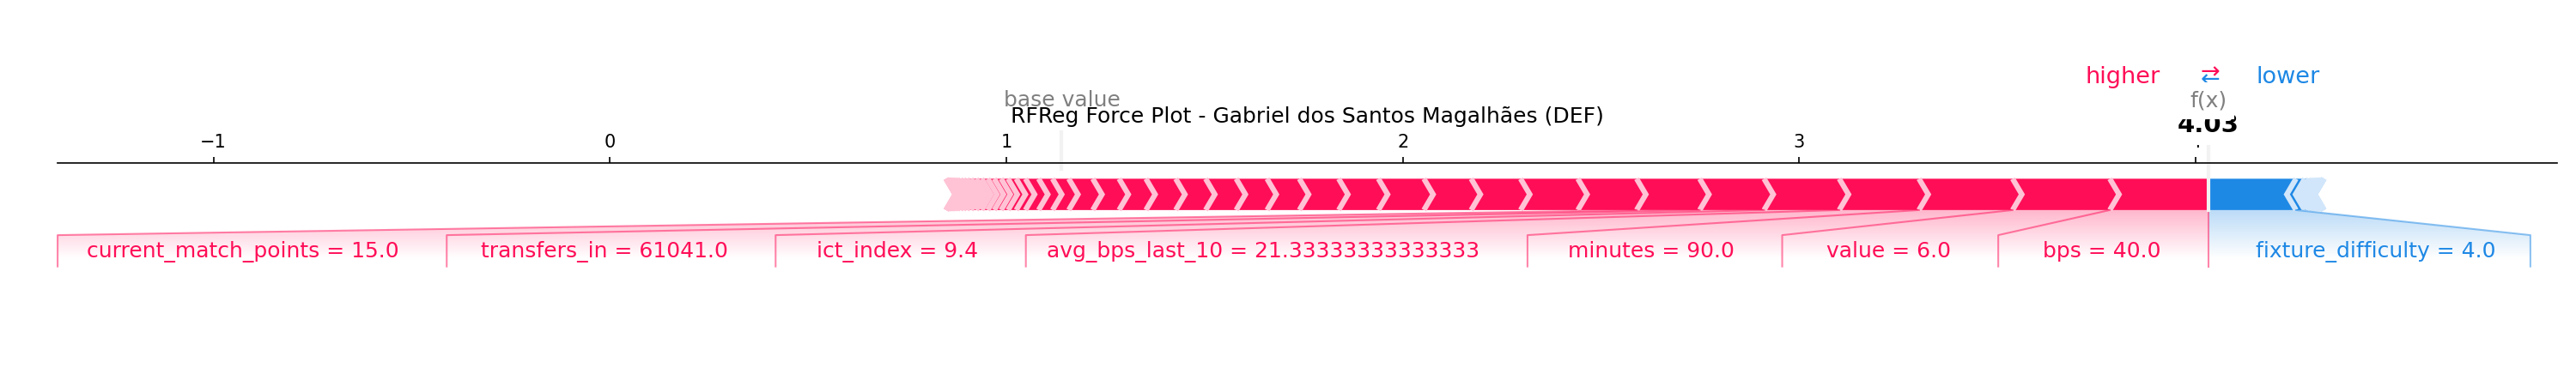 higher ⇄ lower
base value
f(x)
RFReg Force Plot - Gabriel dos Santos Magalhães (DEF)
4.03
−1 0 1 2 3
current_match_points = 15.0 transfers_in = 61041.0 ict_index = 9.4 avg_bps_last_10 = 21.33333333333333 minutes = 90.0 value = 6.0 bps = 40.0 fixture_difficulty = 4.0